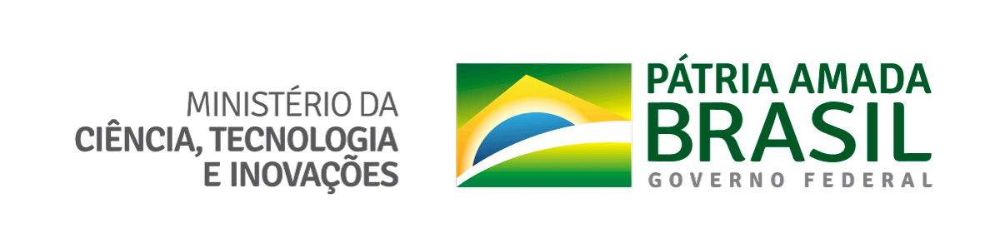 MINISTÉRIO DA
CIÊNCIA, TECNOLOGIA
E INOVAÇÕES
PÁTRIA AMADA
BRASIL
GOVERNO FEDERAL